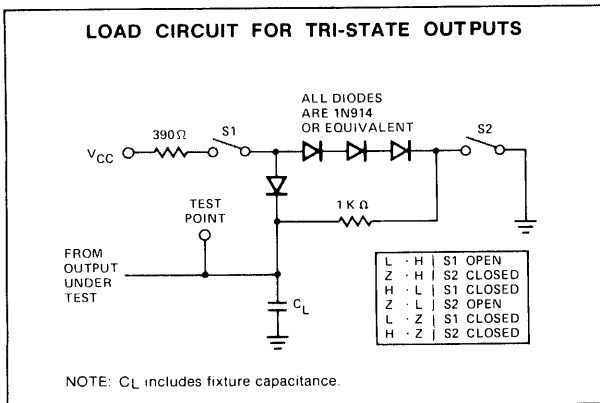 LOAD CIRCUIT FOR TRI-STATE OUTPUTS
ALL DIODES
ARE 1N914
OR EQUIVALENT
390Ω
S1
S2
VCC
TEST
POINT
1 KΩ
FROM
OUTPUT
UNDER
TEST
CL
L · H | S1 OPEN
Z · H | S2 CLOSED
H · L | S1 CLOSED
Z · L | S2 OPEN
L · Z | S1 CLOSED
H · Z | S2 CLOSED
NOTE: CL includes fixture capacitance.